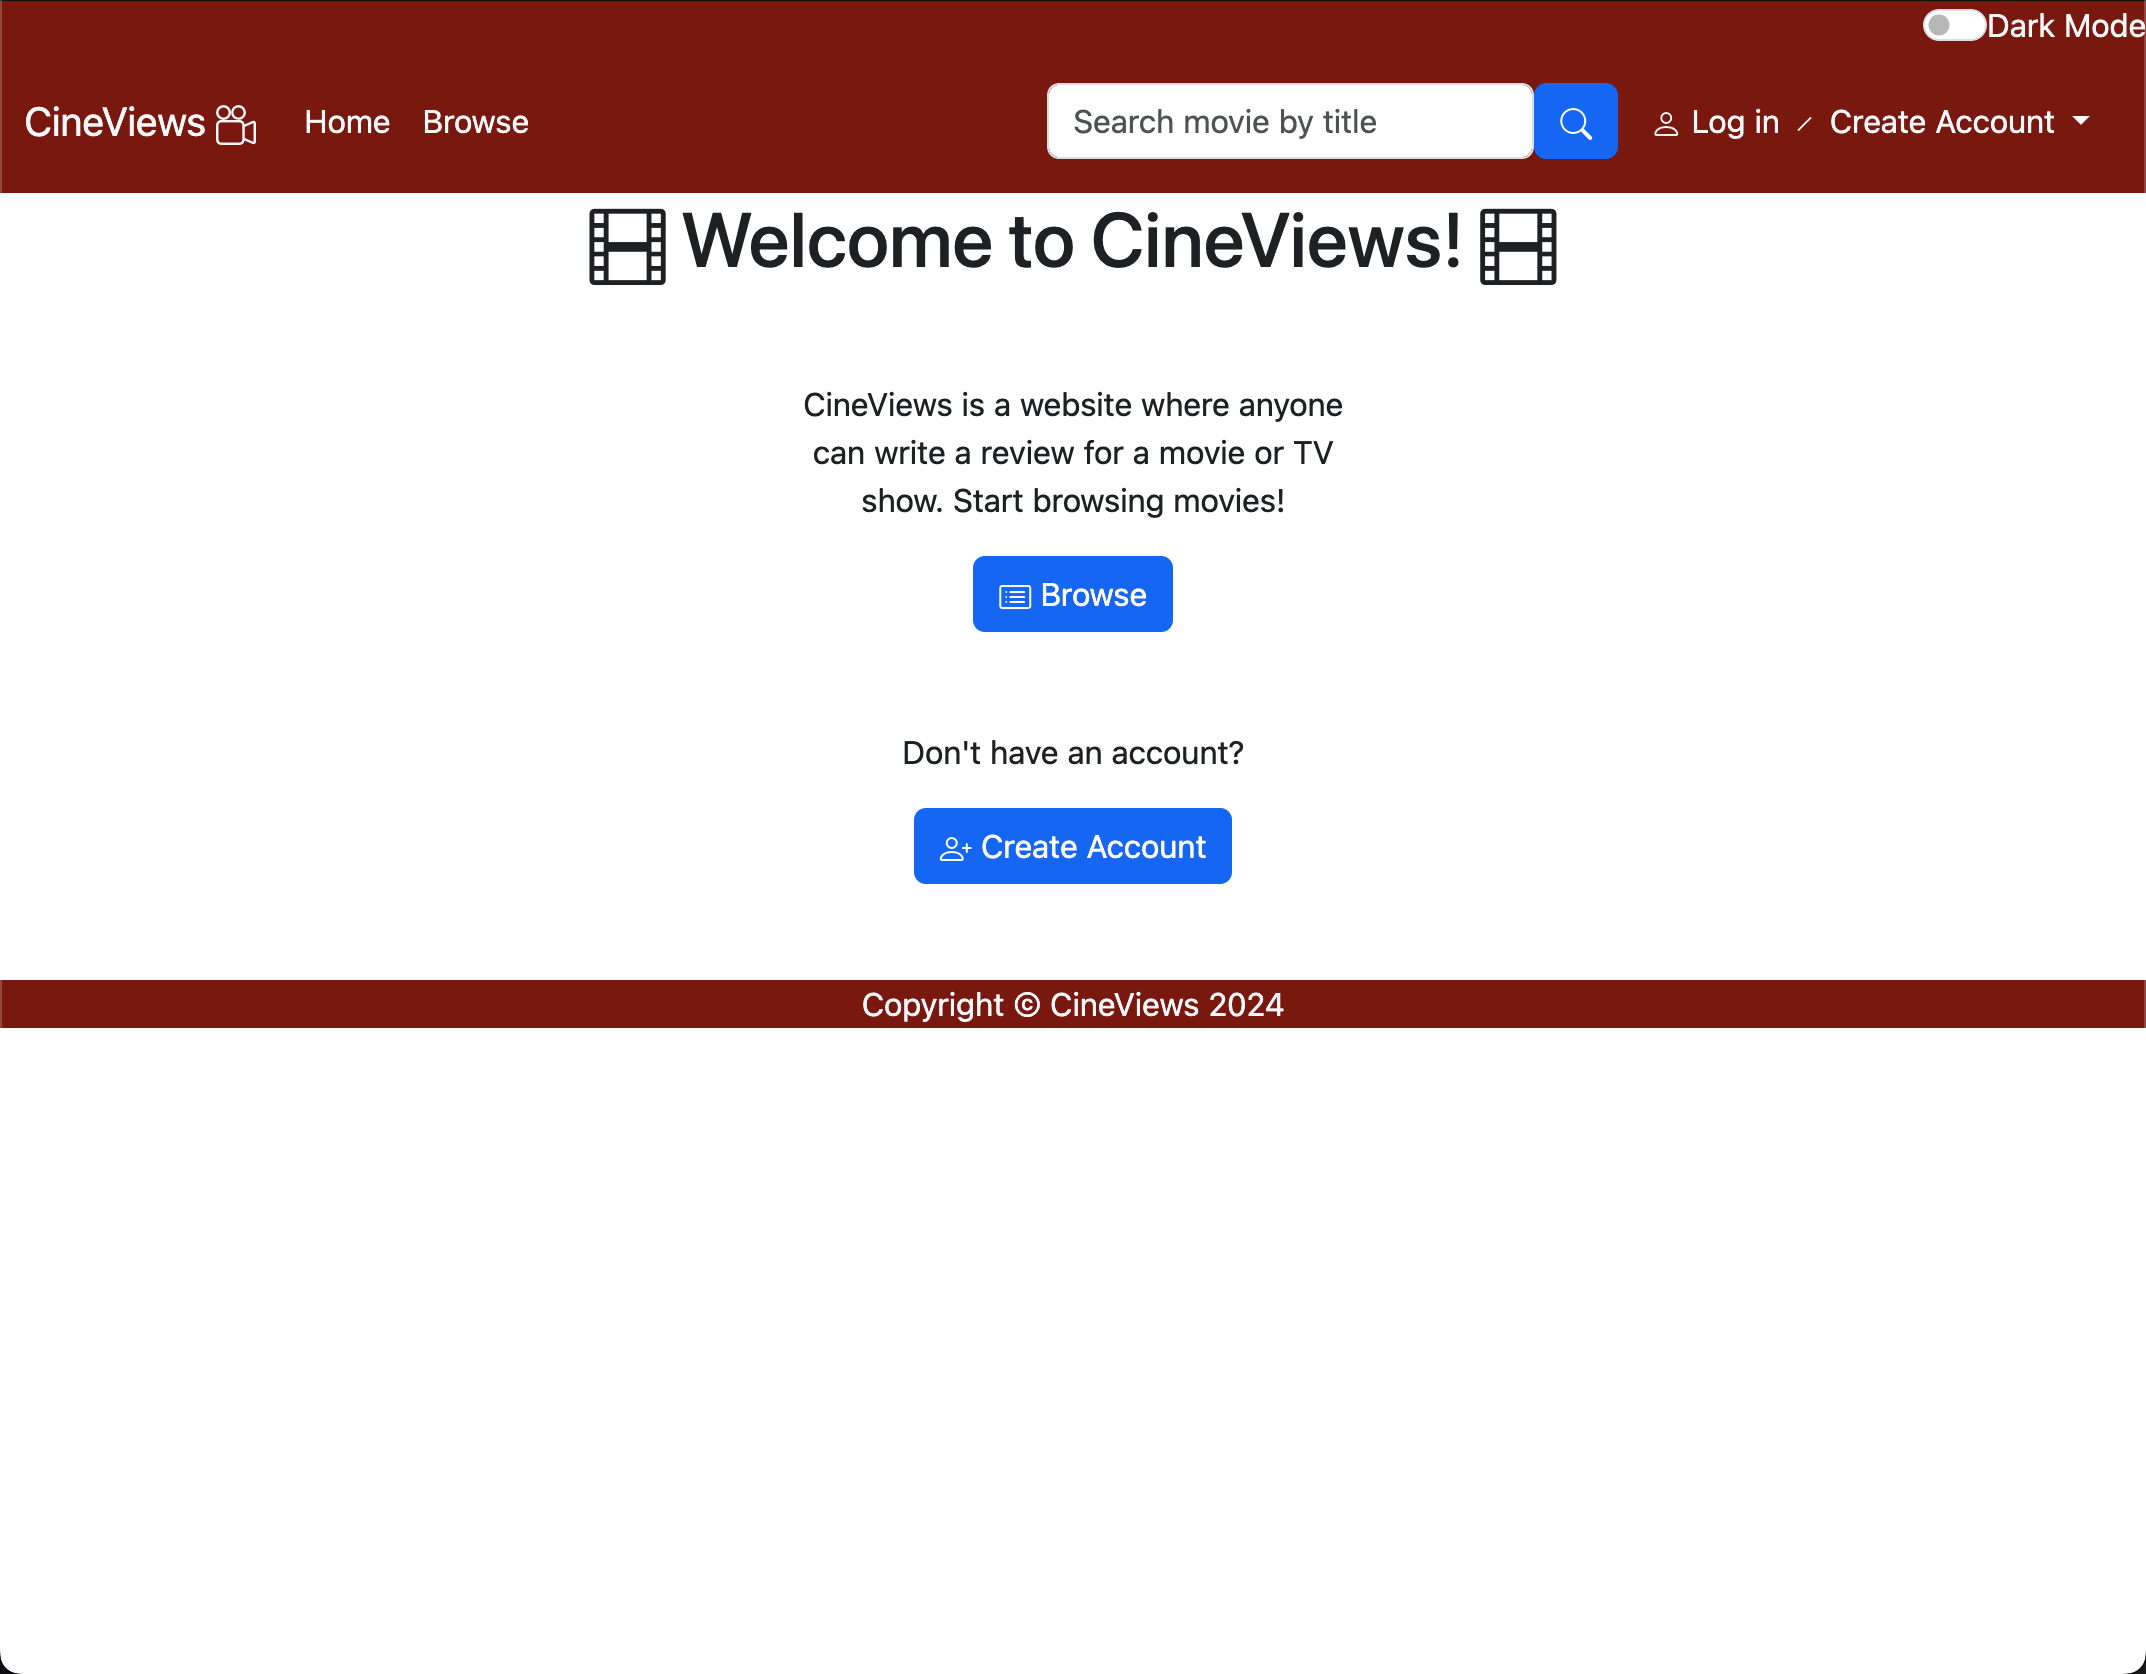 Dark Mode
CineViews Home Browse Search movie by title Log in / Create Account
Welcome to CineViews!
CineViews is a website where anyone
can write a review for a movie or TV
show. Start browsing movies!
Browse
Don't have an account?
Create Account
Copyright © CineViews 2024